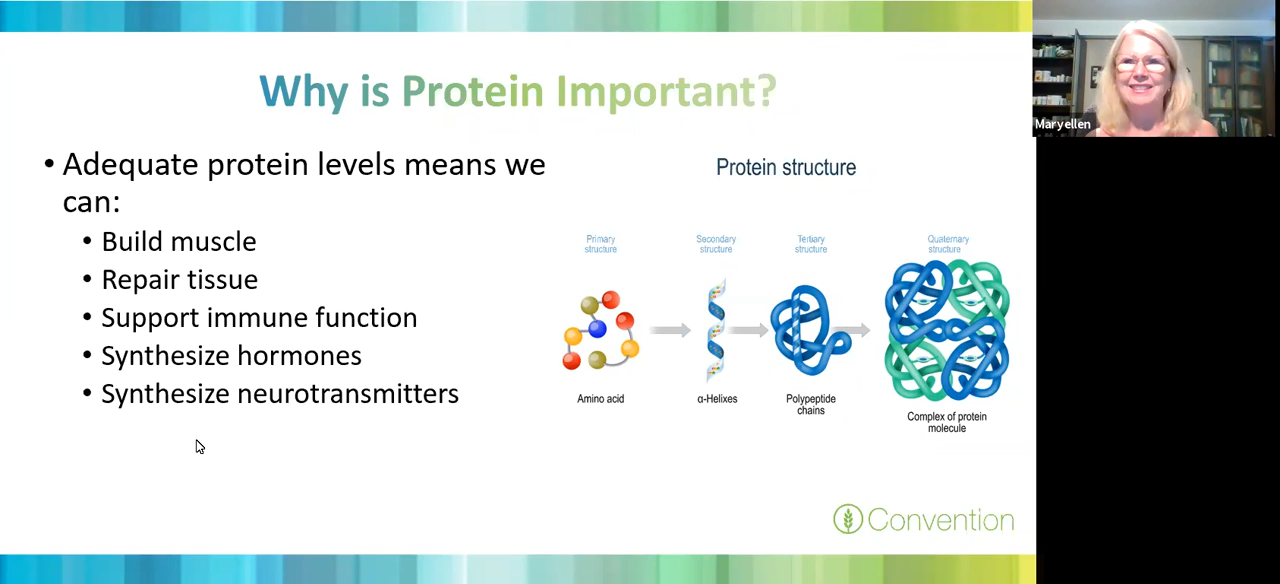 Why is Protein Important?
Maryellen
• Adequate protein levels means we
can:
• Build muscle
• Repair tissue
• Support immune function
• Synthesize hormones
• Synthesize neurotransmitters
Protein structure
Primary
structure
Secondary
structure
Tertiary
structure
Quaternary
structure
Amino acid
α-Helixes
Polypeptide
chains
Complex of protein
molecule
Convention